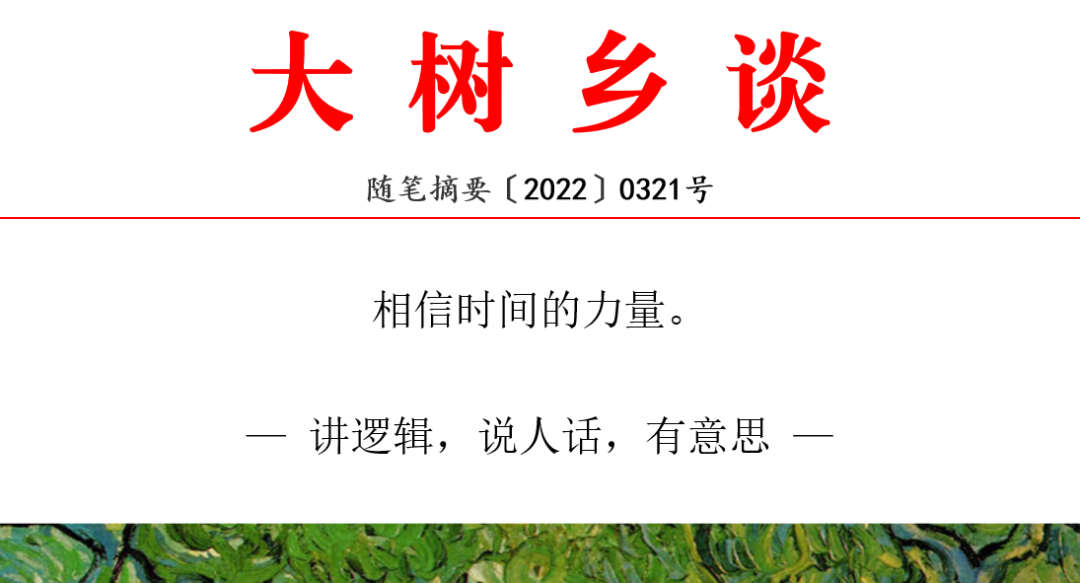 大树乡谈
随笔摘要〔2022〕0321号
相信时间的力量。
— 讲逻辑，说人话，有意思 —